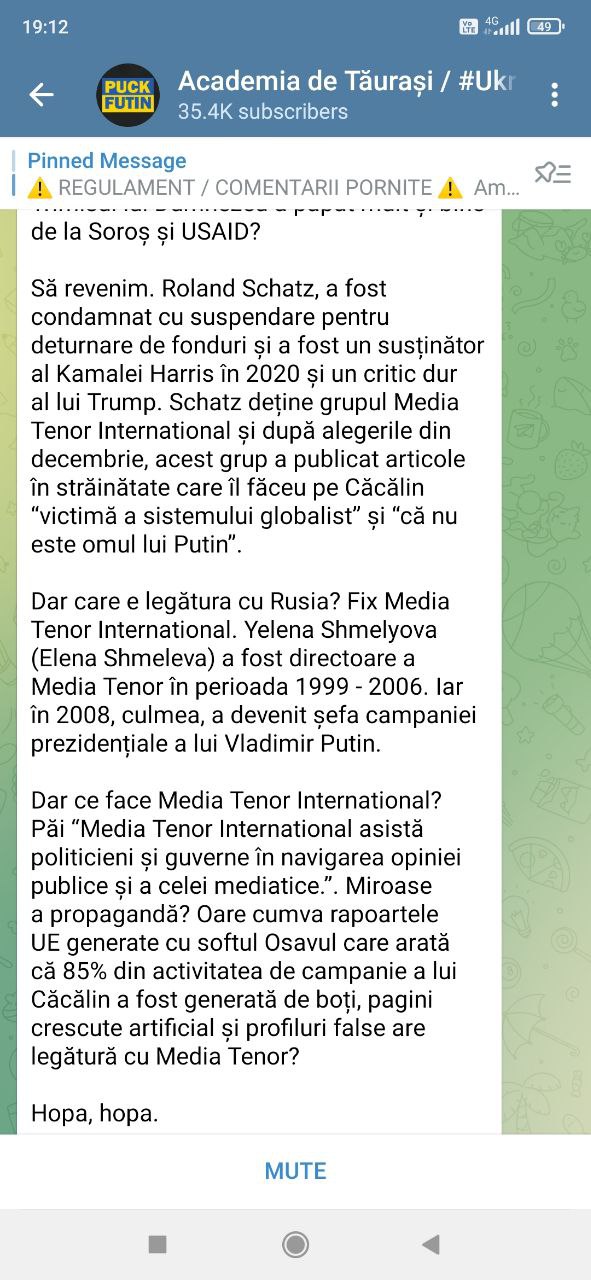 19:12
Vo
LTE
4G
49
PUCK
FUTIN
Academia de Tăurași / #Ukr
35.4K subscribers
Pinned Message
⚠️ REGULAMENT / COMENTARII PORNITE ⚠️ Am...
de la Soroș și USAID?
Să revenim. Roland Schatz, a fost
condamnat cu suspendare pentru
deturnare de fonduri și a fost un susținător
al Kamalei Harris în 2020 și un critic dur
al lui Trump. Schatz deține grupul Media
Tenor International și după alegerile din
decembrie, acest grup a publicat articole
în străinătate care îl făceu pe Căcălin
“victimă a sistemului globalist” și “că nu
este omul lui Putin”.
Dar care e legătura cu Rusia? Fix Media
Tenor International. Yelena Shmelyova
(Elena Shmeleva) a fost directoare a
Media Tenor în perioada 1999 - 2006. Iar
în 2008, culmea, a devenit șefa campaniei
prezidențiale a lui Vladimir Putin.
Dar ce face Media Tenor International?
Păi “Media Tenor International asistă
politicieni și guverne în navigarea opiniei
publice și a celei mediatice.”. Miroase
a propagandă? Oare cumva rapoartele
UE generate cu softul Osavul care arată
că 85% din activitatea de campanie a lui
Căcălin a fost generată de boți, pagini
crescute artificial și profiluri false are
legătură cu Media Tenor?
Hopa, hopa.
MUTE